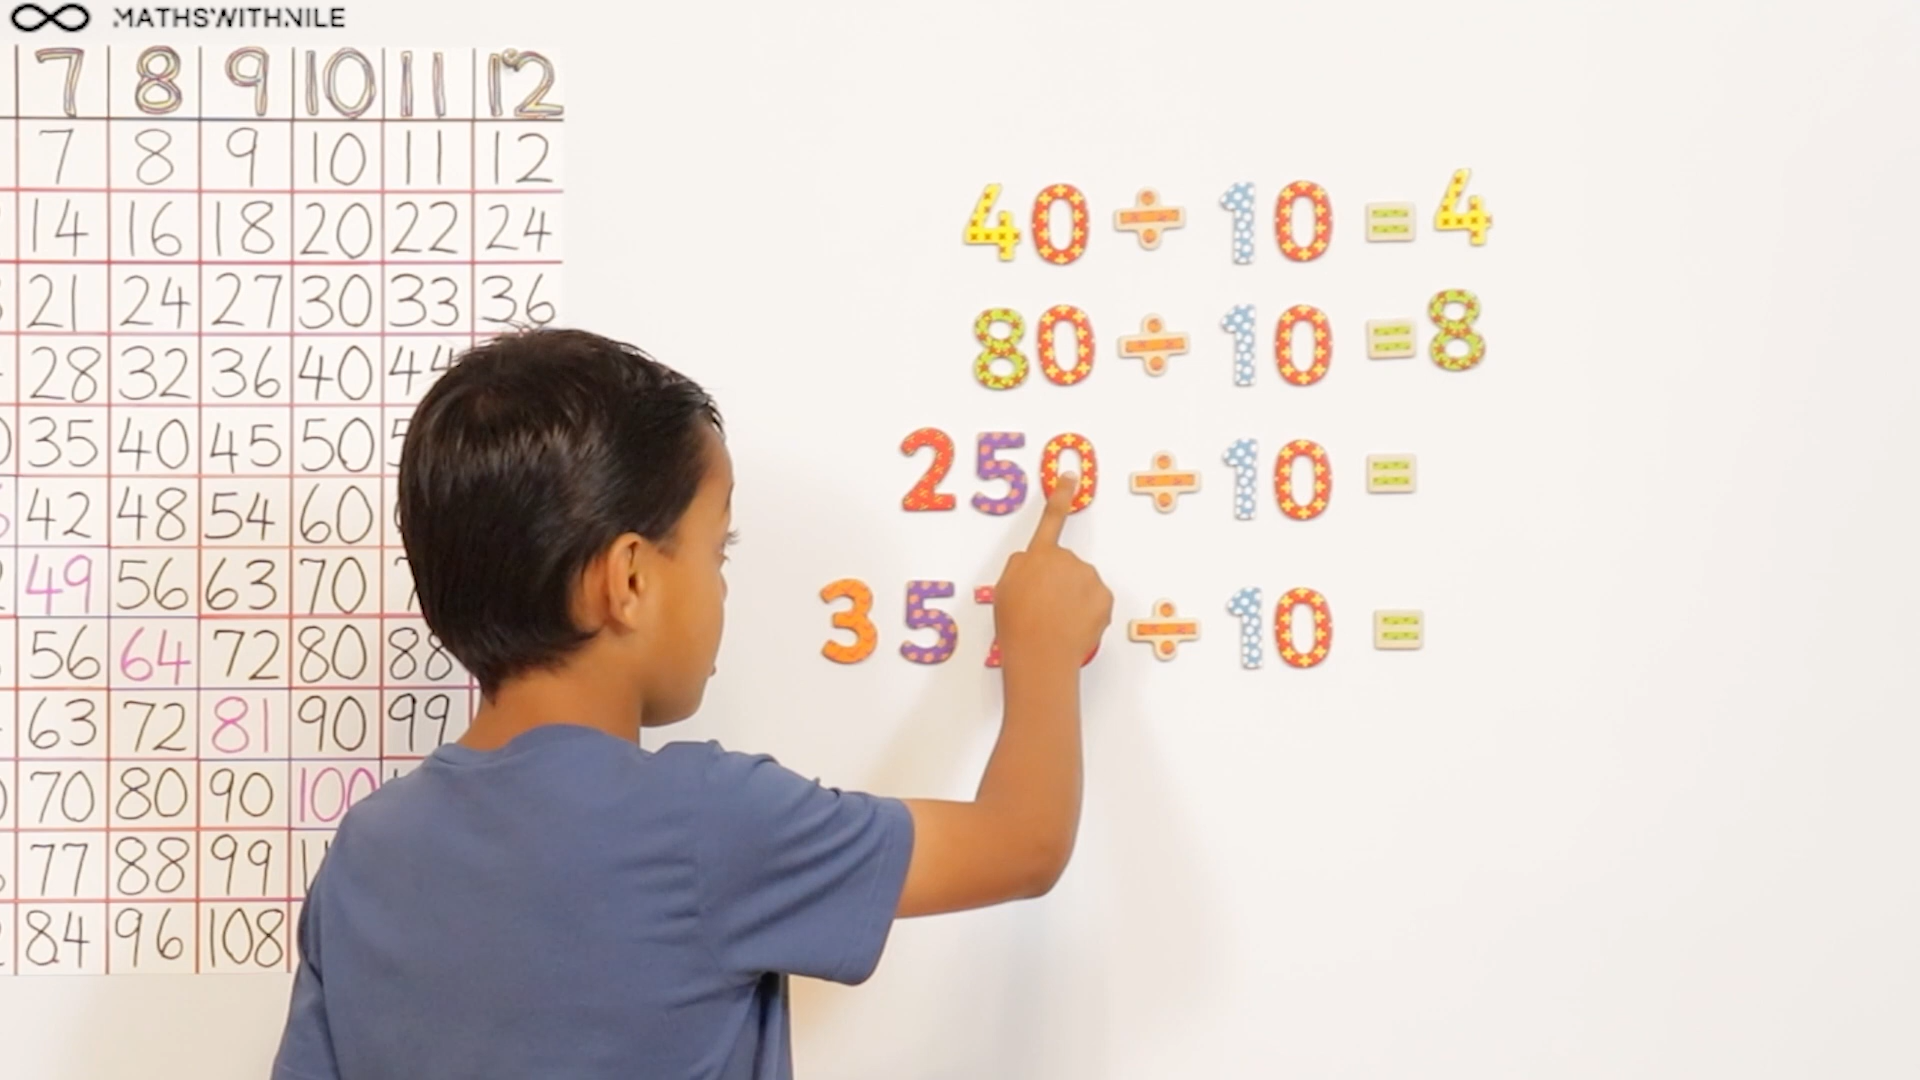 MATHSWITHNILE
7 8 9 10 11 12
7 8 9 10 11 12
14 16 18 20 22 24
21 24 27 30 33 36
28 32 36 40 44
35 40 45 50
42 48 54 60
49 56 63 70
56 64 72 80 88
63 72 81 90 99
70 80 90 100
77 88 99
84 96 108
40 ÷ 10 = 4
80 ÷ 10 = 8
250 ÷ 10 =
35 ÷ 10 =